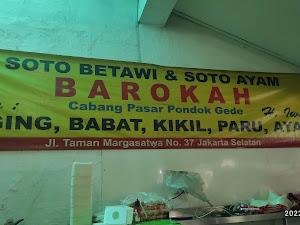 SOTO BETAWI & SOTO AYAM
BAROKAH
Cabang Pasar Pondok Gede
: H.
GING, BABAT, KIKIL, PARU, AYA
Jl. Taman Margasatwa No. 37 Jakarta Selatan
2022